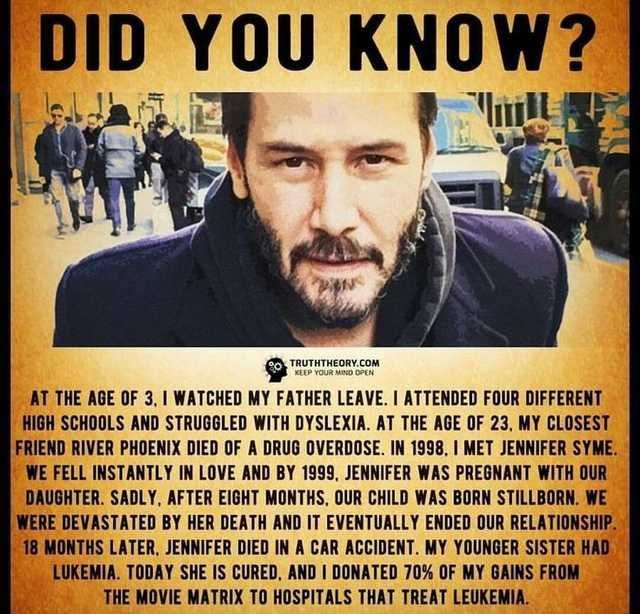 DID YOU KNOW?
TRUTHTHEORY.COM
KEEP YOUR MIND OPEN
AT THE AGE OF 3, I WATCHED MY FATHER LEAVE. I ATTENDED FOUR DIFFERENT
HIGH SCHOOLS AND STRUGGLED WITH DYSLEXIA. AT THE AGE OF 23, MY CLOSEST
FRIEND RIVER PHOENIX DIED OF A DRUG OVERDOSE. IN 1998, I MET JENNIFER SYME.
WE FELL INSTANTLY IN LOVE AND BY 1999, JENNIFER WAS PREGNANT WITH OUR
DAUGHTER. SADLY, AFTER EIGHT MONTHS, OUR CHILD WAS BORN STILLBORN. WE
WERE DEVASTATED BY HER DEATH AND IT EVENTUALLY ENDED OUR RELATIONSHIP.
18 MONTHS LATER, JENNIFER DIED IN A CAR ACCIDENT. MY YOUNGER SISTER HAD
LUKEMIA. TODAY SHE IS CURED, AND I DONATED 70% OF MY GAINS FROM
THE MOVIE MATRIX TO HOSPITALS THAT TREAT LEUKEMIA.